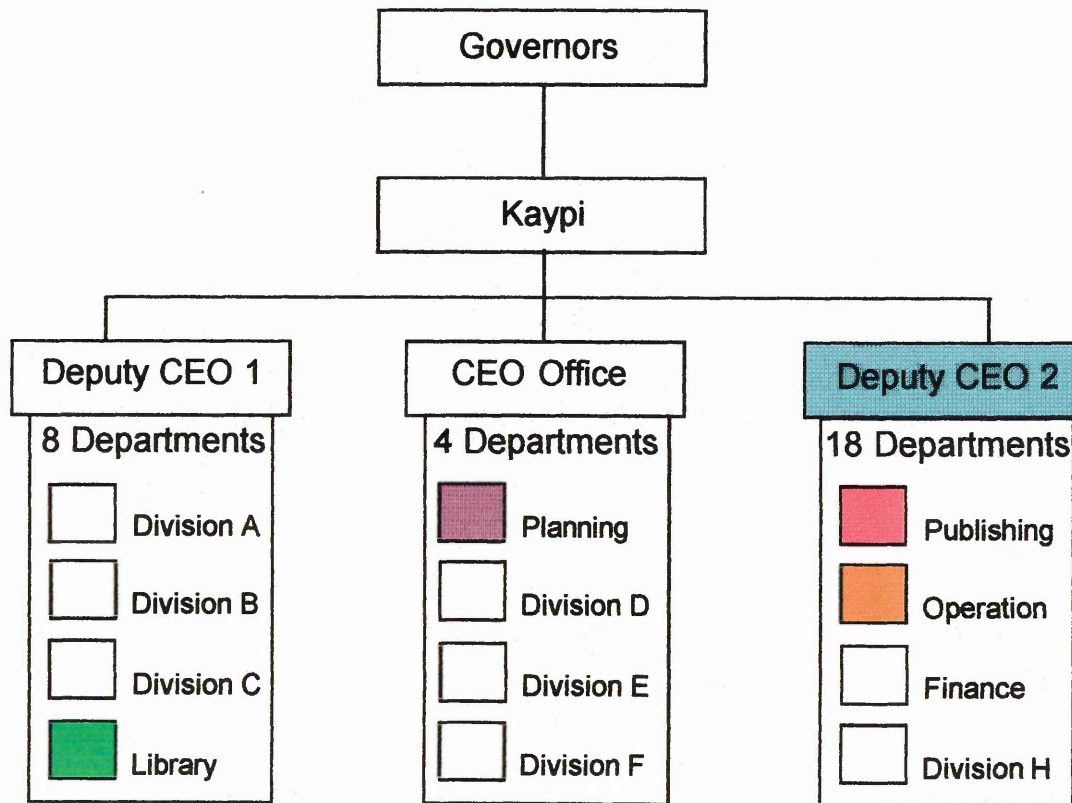 Governors
Kaypi
Deputy CEO 1
8 Departments
Division A
Division B
Division C
Library
CEO Office
4 Departments
Planning
Division D
Division E
Division F
Deputy CEO 2
18 Departments
Publishing
Operation
Finance
Division H